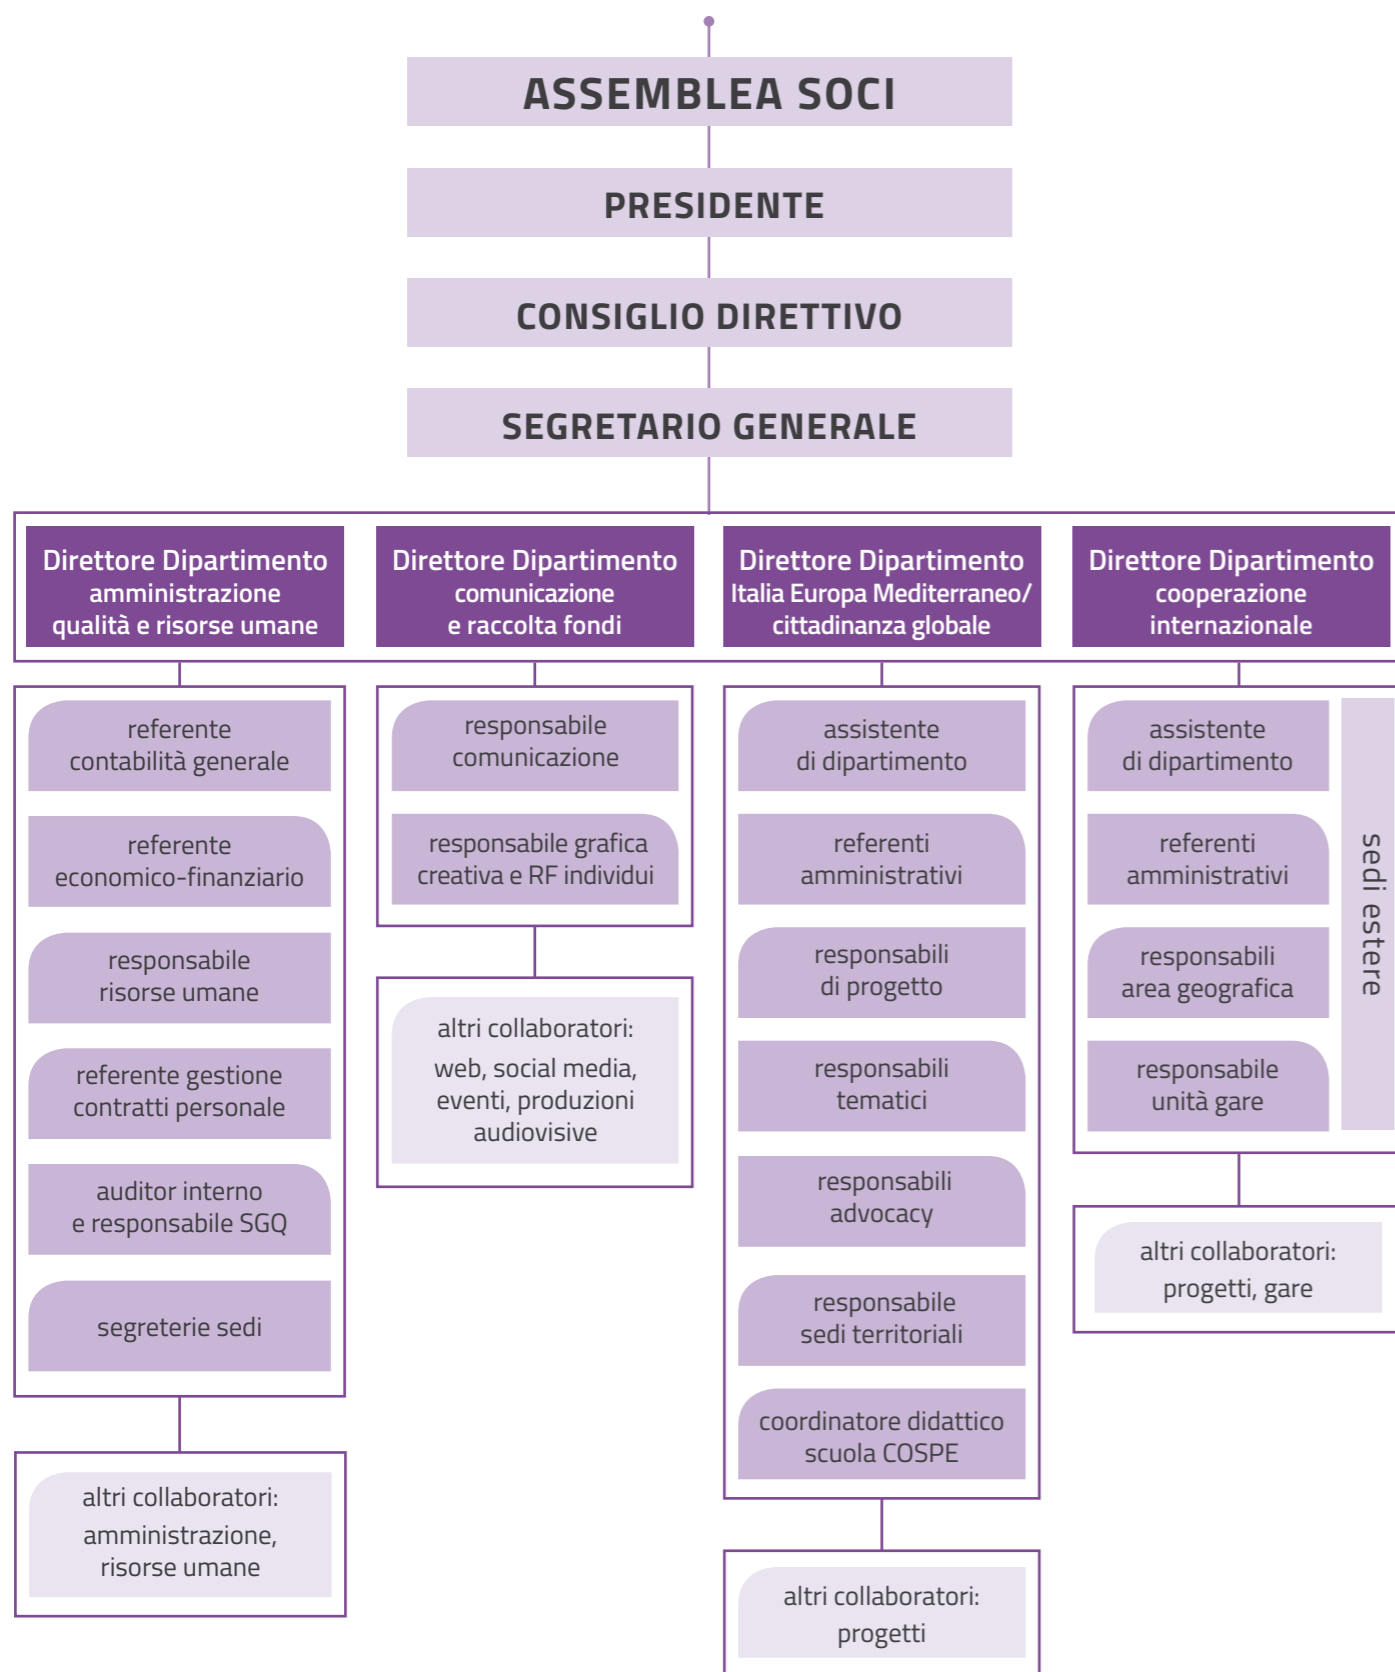 ASSEMBLEA SOCI
PRESIDENTE
CONSIGLIO DIRETTIVO
SEGRETARIO GENERALE
Direttore Dipartimento
amministrazione
qualità e risorse umane
referente
contabilità generale
referente
economico-finanziario
responsabile
risorse umane
referente gestione
contratti personale
auditor interno
e responsabile SGQ
segreterie sedi
altri collaboratori:
amministrazione,
risorse umane
Direttore Dipartimento
comunicazione
e raccolta fondi
responsabile
comunicazione
responsabile grafica
creativa e RF individui
altri collaboratori:
web, social media,
eventi, produzioni
audiovisive
Direttore Dipartimento
Italia Europa Mediterraneo/
cittadinanza globale
assistente
di dipartimento
referenti
amministrativi
responsabili
di progetto
responsabili
tematici
responsabili
advocacy
responsabile
sedi territoriali
coordinatore didattico
scuola COSPE
altri collaboratori:
progetti
Direttore Dipartimento
cooperazione
internazionale
assistente
di dipartimento
referenti
amministrativi
responsabili
area geografica
responsabile
unità gare
sedi estere
altri collaboratori:
progetti, gare